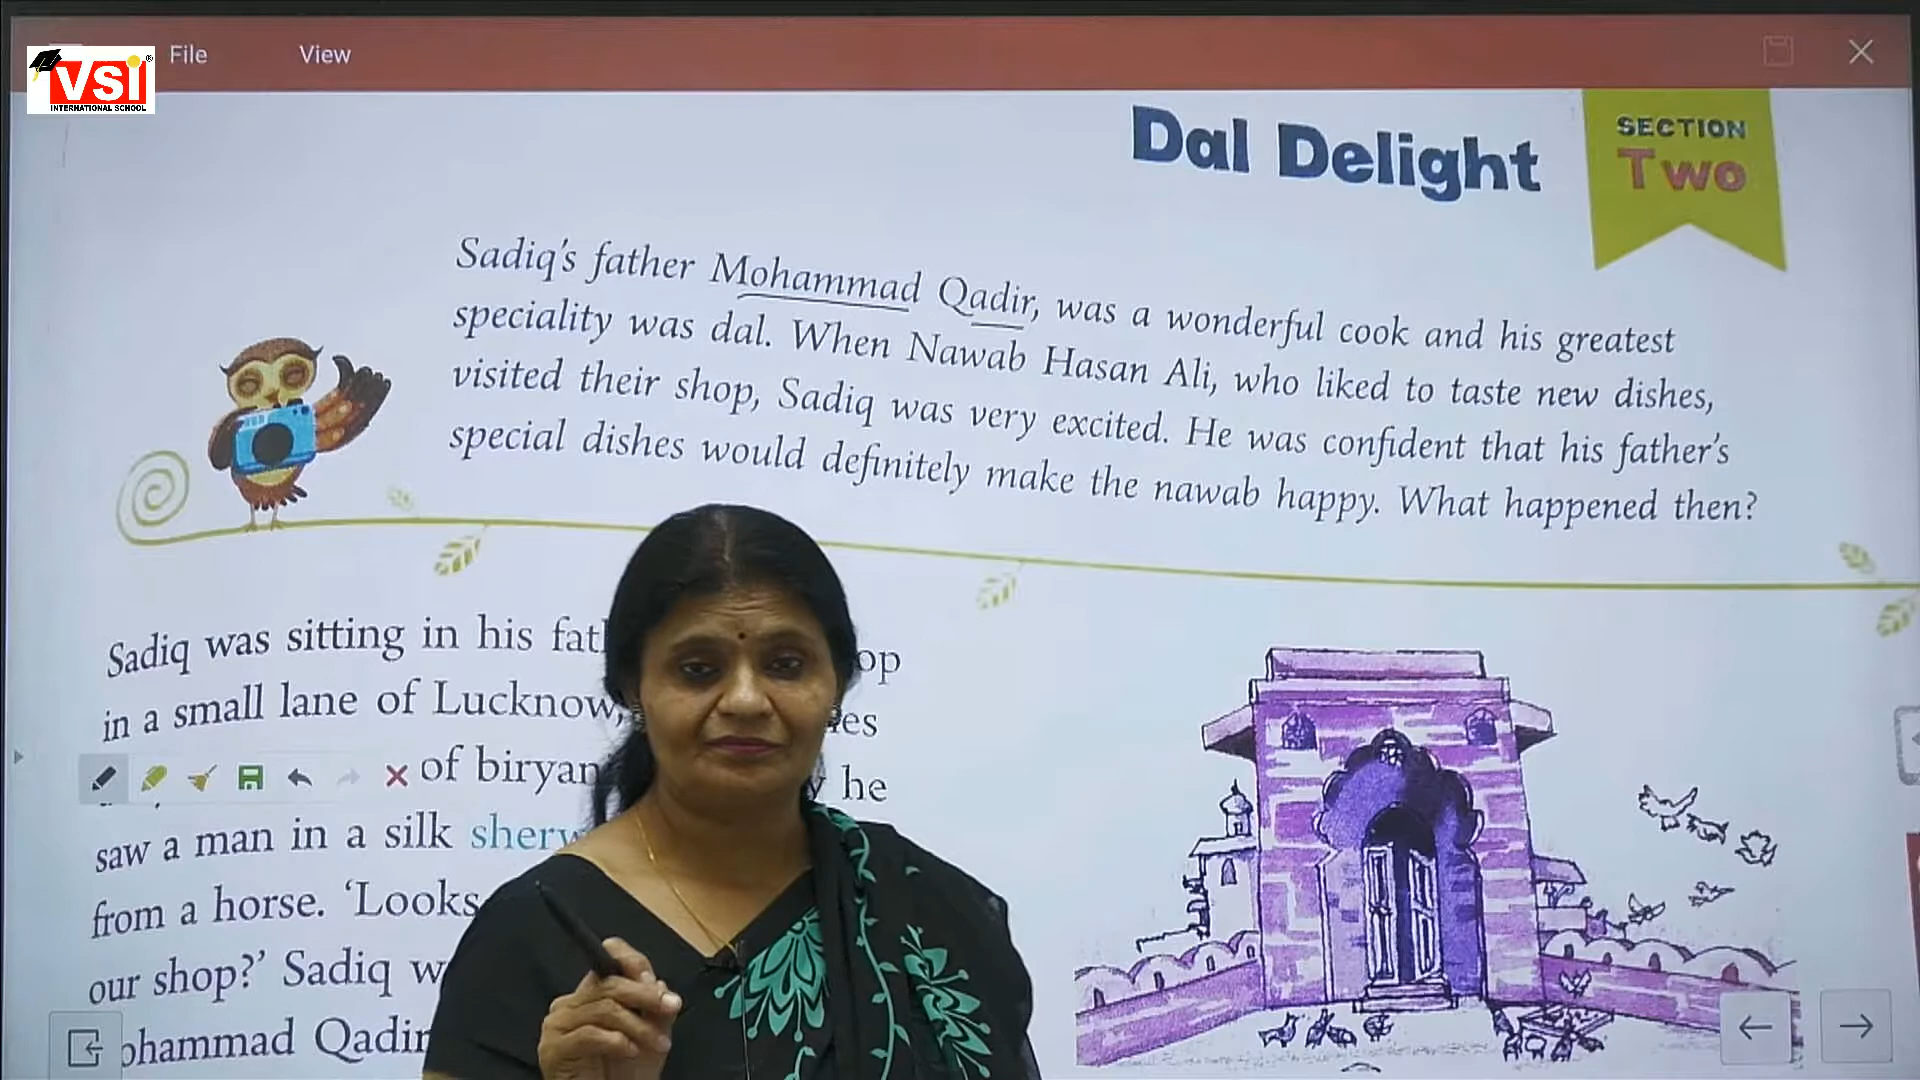 VSI
INTERNATIONAL SCHOOL
File View
Dal Delight
SECTION
Two
Sadiq's father Mohammad Qadir, was a wonderful cook and his greatest
speciality was dal. When Nawab Hasan Ali, who liked to taste new dishes,
visited their shop, Sadiq was very excited. He was confident that his father's
special dishes would definitely make the nawab happy. What happened then?
Sadiq was sitting in his
in a small lane of Lucknow,
of he
saw a man in a silk
from a horse. ‘Looks
our shop?’ Sadiq
Qadir